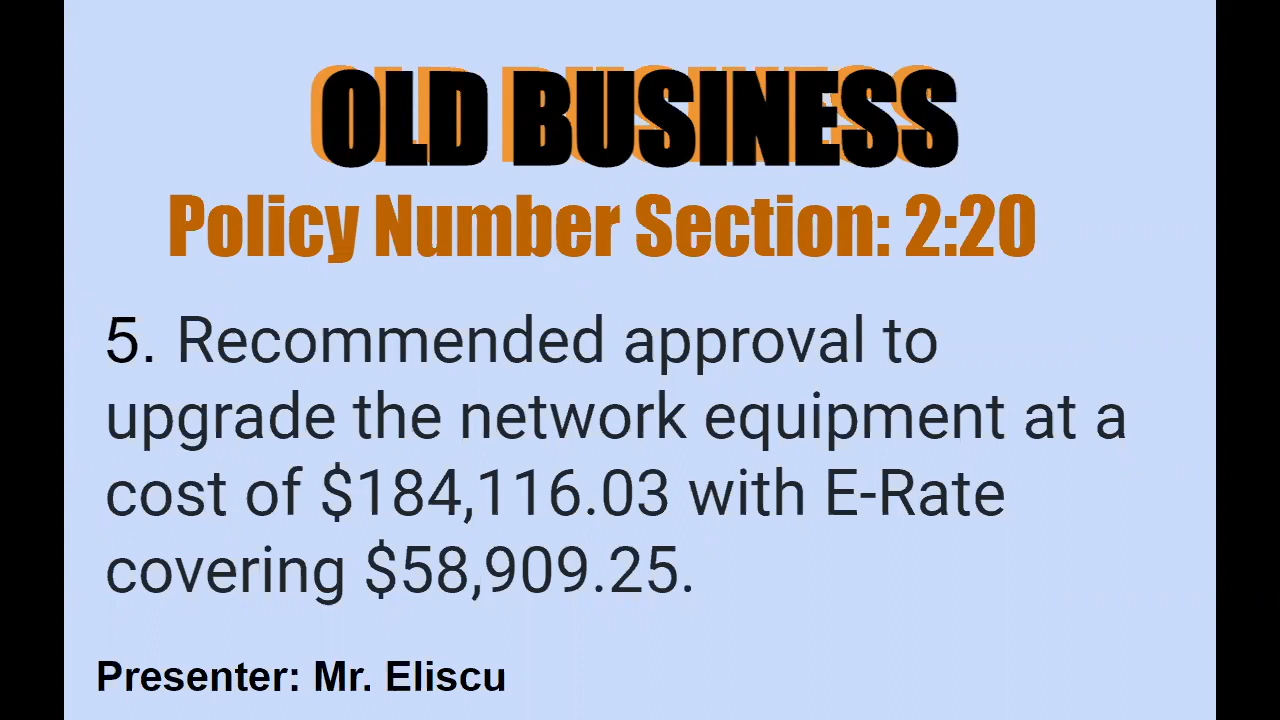 OLD BUSINESS
Policy Number Section: 2:20
5. Recommended approval to
upgrade the network equipment at a
cost of $184,116.03 with E-Rate
covering $58,909.25.
Presenter: Mr. Eliscu